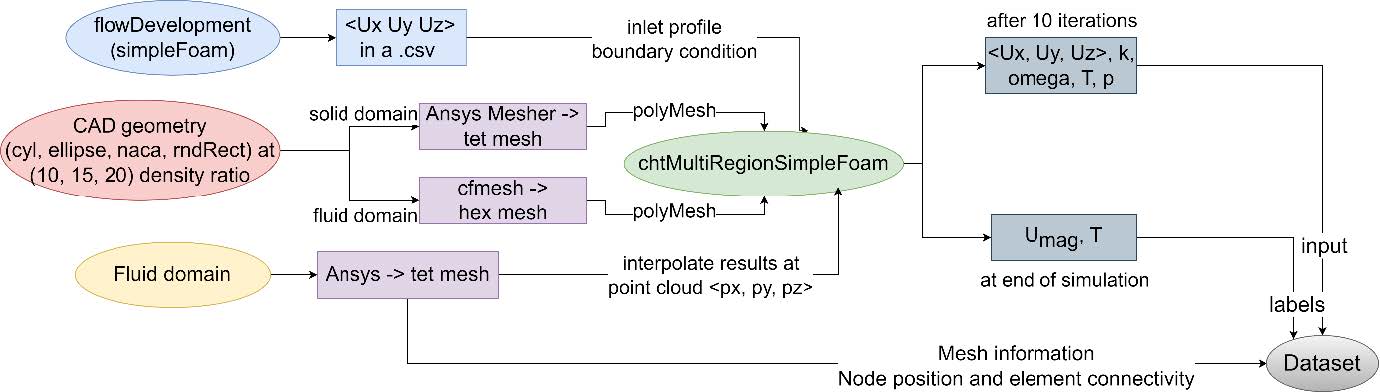 flowDevelopment
(simpleFoam)
<Ux Uy Uz>
in a .csv
inlet profile
boundary condition
after 10 iterations
<Ux, Uy, Uz>, k,
omega, T, p
CAD geometry
(cyl, ellipse, naca, rndRect) at
(10, 15, 20) density ratio
solid domain
Ansys Mesher ->
tet mesh
polyMesh
fluid domain
cfmesh ->
hex mesh
polyMesh
chtMultiRegionSimpleFoam
Umag, T
at end of simulation
input
labels
Fluid domain
Ansys -> tet mesh
interpolate results at
point cloud <px, py, pz>
Mesh information
Node position and element connectivity
Dataset